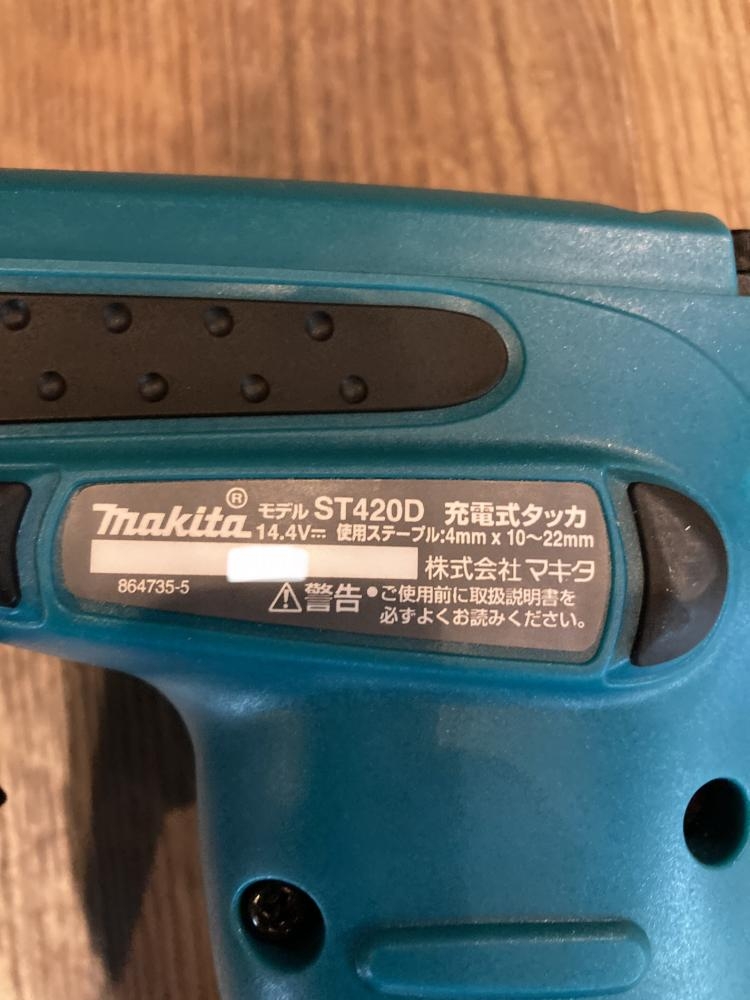 makita® モデル ST420D 充電式タッカ
14.4V⎓ 使用ステープル:4mm x 10～22mm
株式会社 マキタ
864735-5
⚠警告 ●ご使用前に取扱説明書を
必ずよくお読みください。